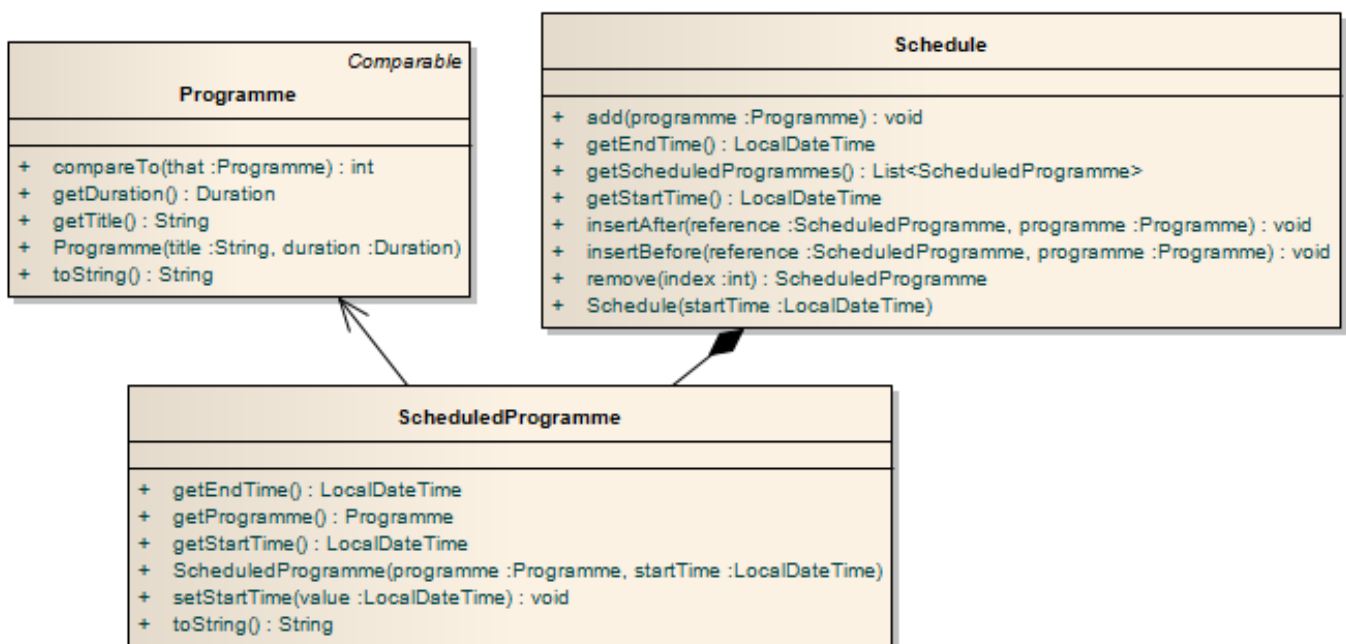 Comparable
Programme
+ compareTo(that :Programme) : int
+ getDuration() : Duration
+ getTitle() : String
+ Programme(title :String, duration :Duration)
+ toString() : String
Schedule
+ add(programme :Programme) : void
+ getEndTime() : LocalDateTime
+ getScheduledProgrammes() : List<ScheduledProgramme>
+ getStartTime() : LocalDateTime
+ insertAfter(reference :ScheduledProgramme, programme :Programme) : void
+ insertBefore(reference :ScheduledProgramme, programme :Programme) : void
+ remove(index :int) : ScheduledProgramme
+ Schedule(startTime :LocalDateTime)
ScheduledProgramme
+ getEndTime() : LocalDateTime
+ getProgramme() : Programme
+ getStartTime() : LocalDateTime
+ ScheduledProgramme(programme :Programme, startTime :LocalDateTime)
+ setStartTime(value :LocalDateTime) : void
+ toString() : String